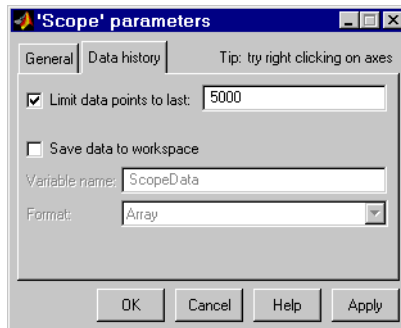 'Scope' parameters
General Data history Tip: try right clicking on axes
Limit data points to last: 5000
Save data to workspace
Variable name: ScopeData
Format: Array
OK Cancel Help Apply